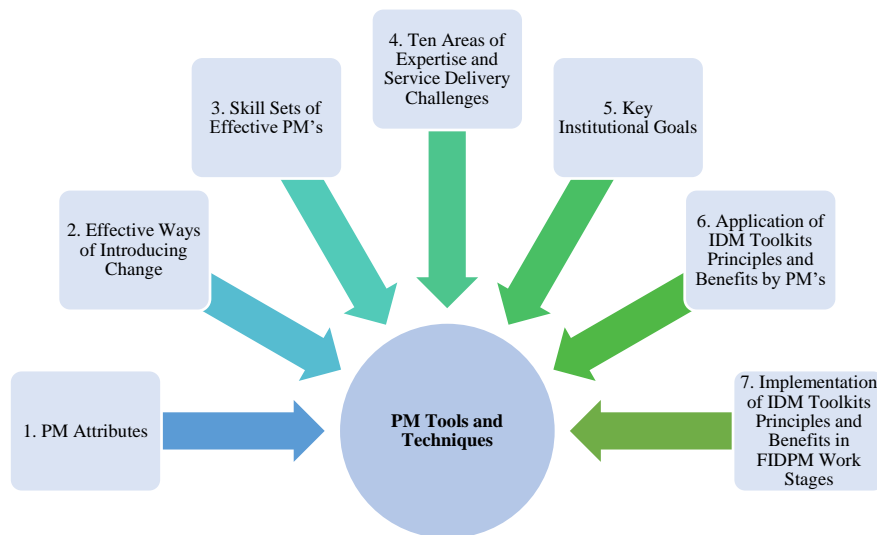 1. PM Attributes
2. Effective Ways
of Introducing
Change
3. Skill Sets of
Effective PM's
4. Ten Areas of
Expertise and
Service Delivery
Challenges
5. Key
Institutional Goals
6. Application of
IDM Toolkits
Principles and
Benefits by PM's
7. Implementation
of IDM Toolkits
Principles and
Benefits in
FIDPM Work
Stages
PM Tools and
Techniques